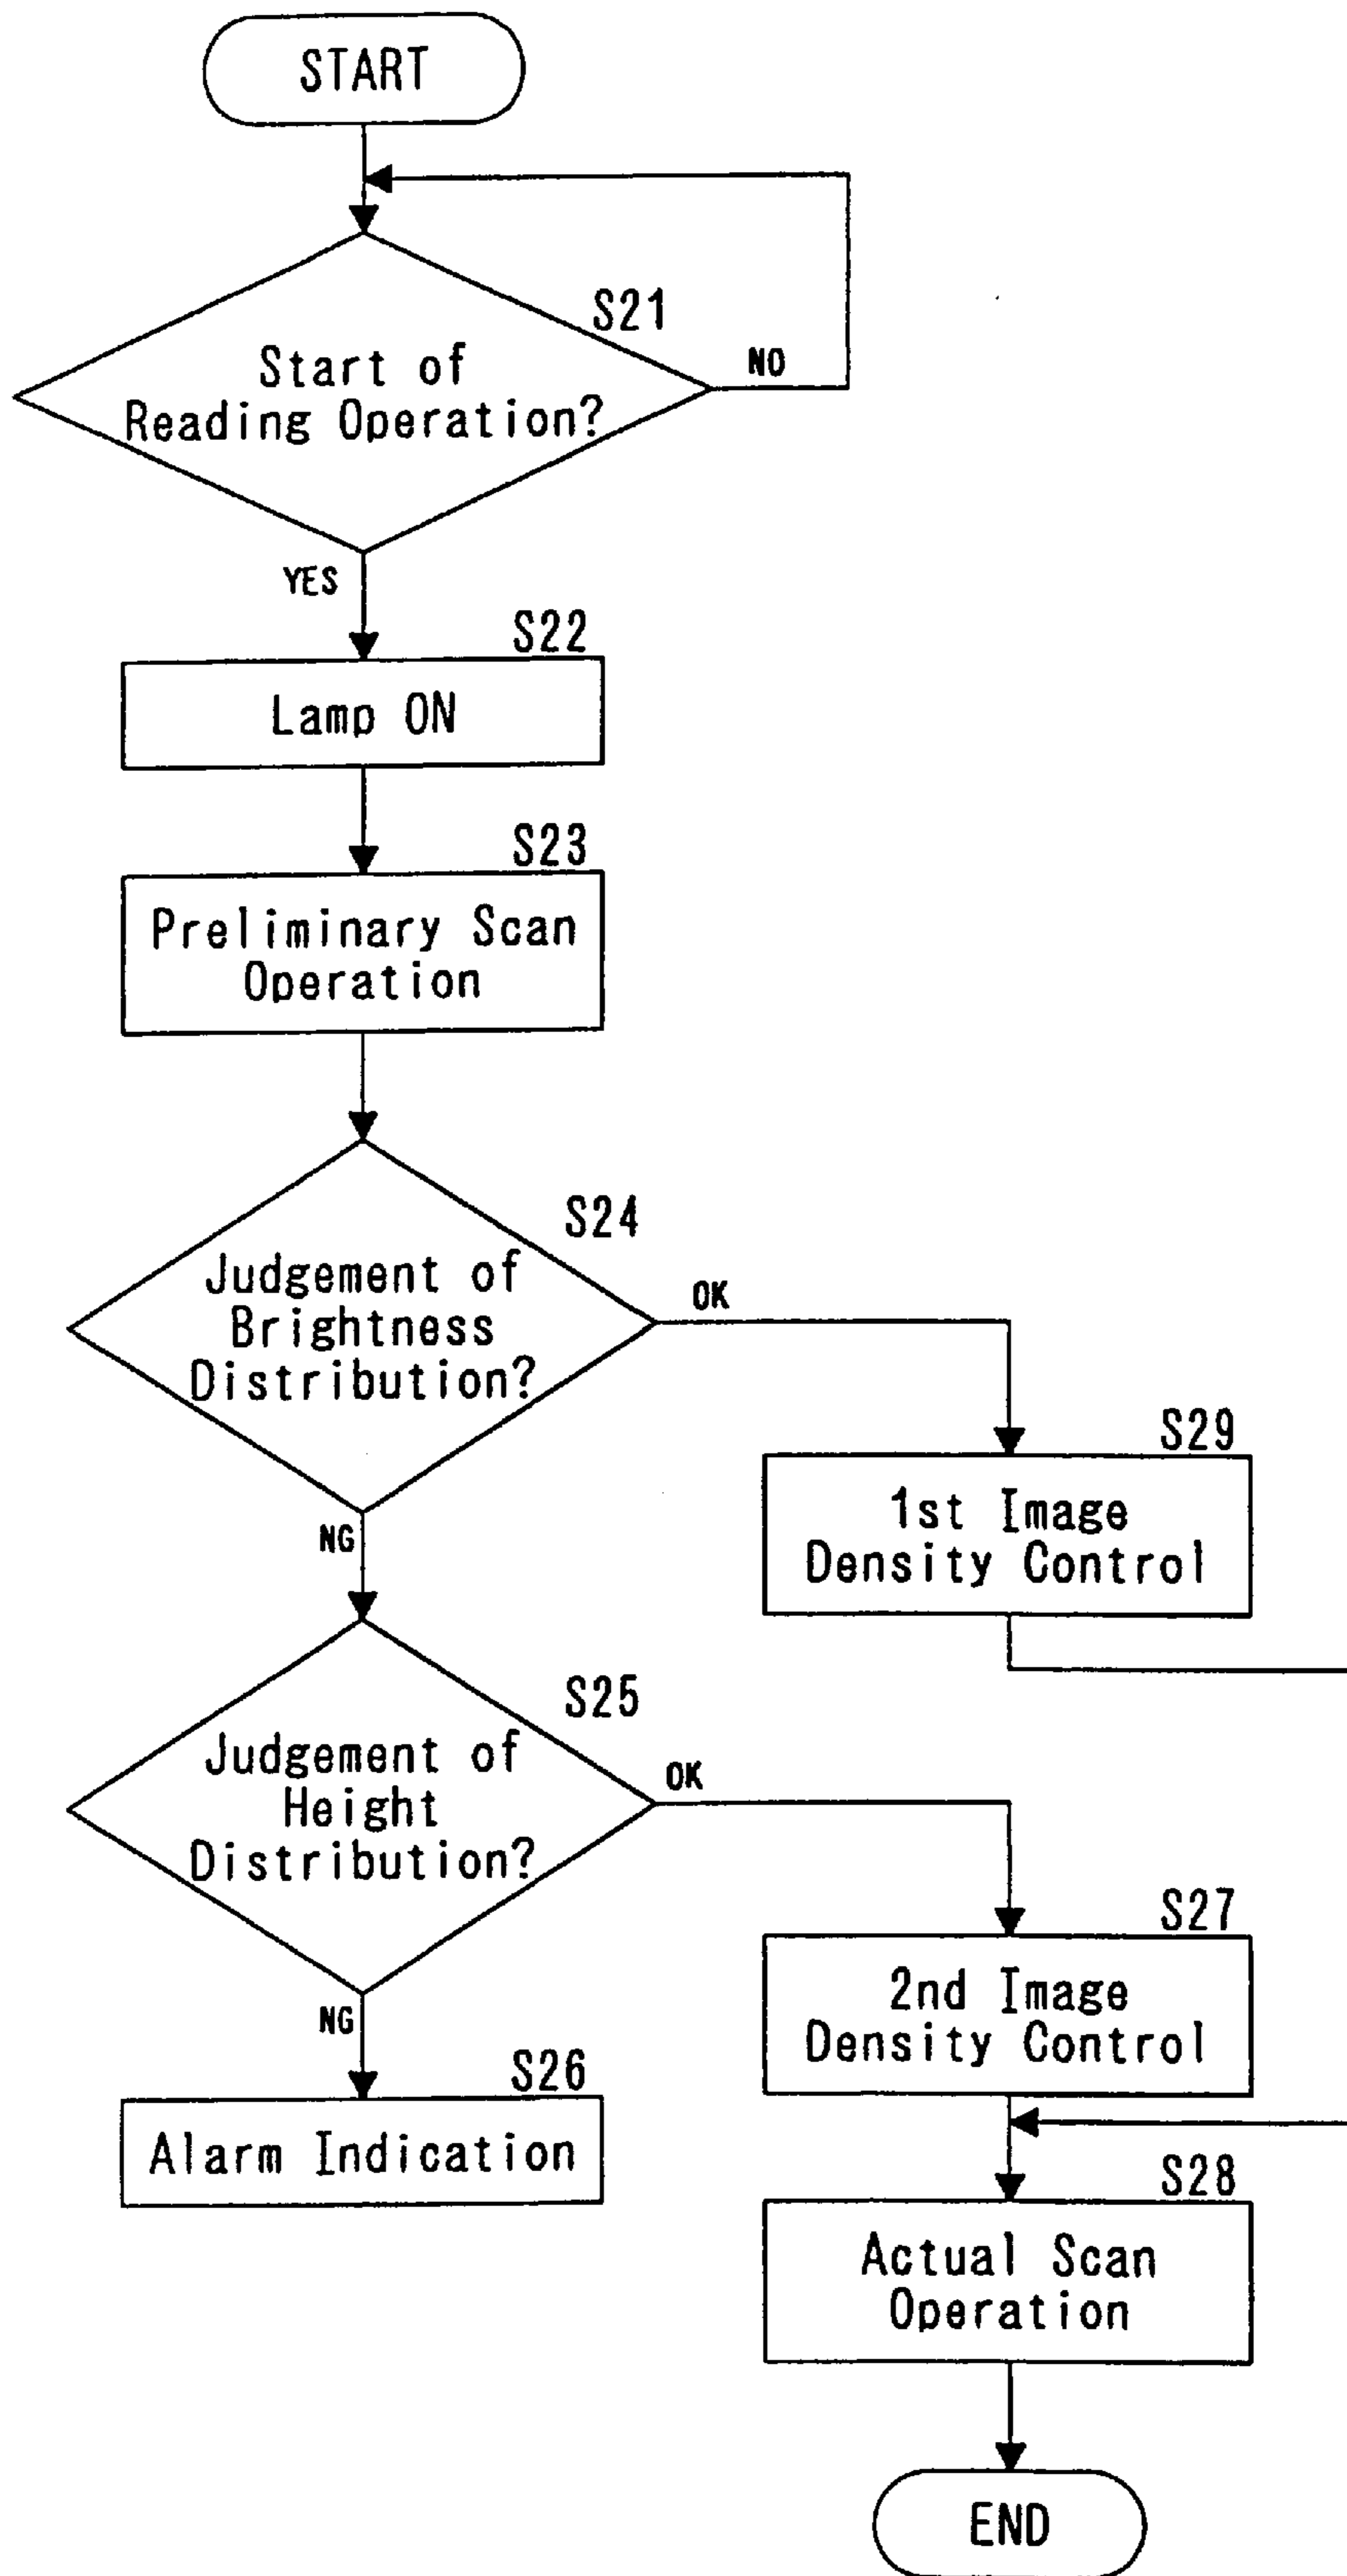 START
S21
Start of
Reading Operation?
NO
YES
S22
Lamp ON
S23
Preliminary Scan
Operation
S24
Judgement of
Brightness
Distribution?
OK
NG
S29
1st Image
Density Control
S25
Judgement of
Height
Distribution?
OK
NG
S27
2nd Image
Density Control
S26
Alarm Indication
S28
Actual Scan
Operation
END